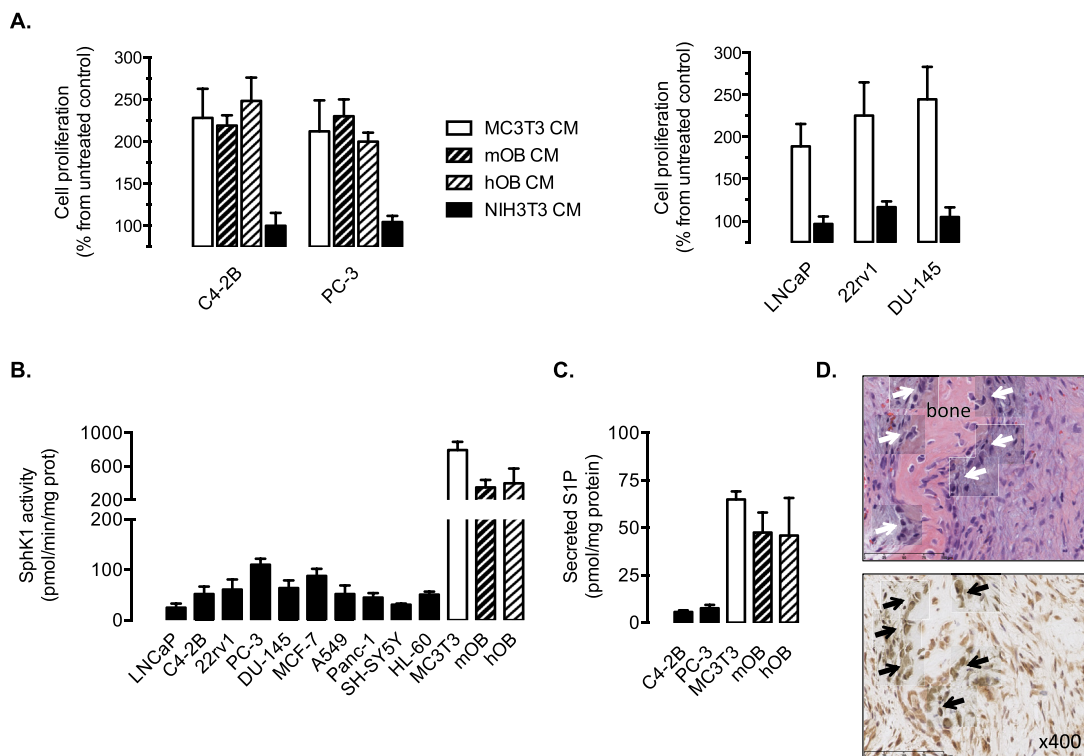 A.
Cell proliferation
(% from untreated control)
300
250
200
150
100
C4-2B
PC-3
MC3T3 CM
mOB CM
hOB CM
NIH3T3 CM
Cell proliferation
(% from untreated control)
300
250
200
150
100
LNCaP
22rv1
DU-145
B.
SphK1 activity
(pmol/min/mg prot)
1000
600
200
200
100
50
0
LNCaP
C4-2B
22rv1
PC-3
DU-145
MCF-7
A549
Panc-1
SH-SY5Y
HL-60
MC3T3
mOB
hOB
C.
Secreted S1P
(pmol/mg protein)
100
75
50
25
0
C4-2B
PC-3
MC3T3
mOB
hOB
D.
bone
x400